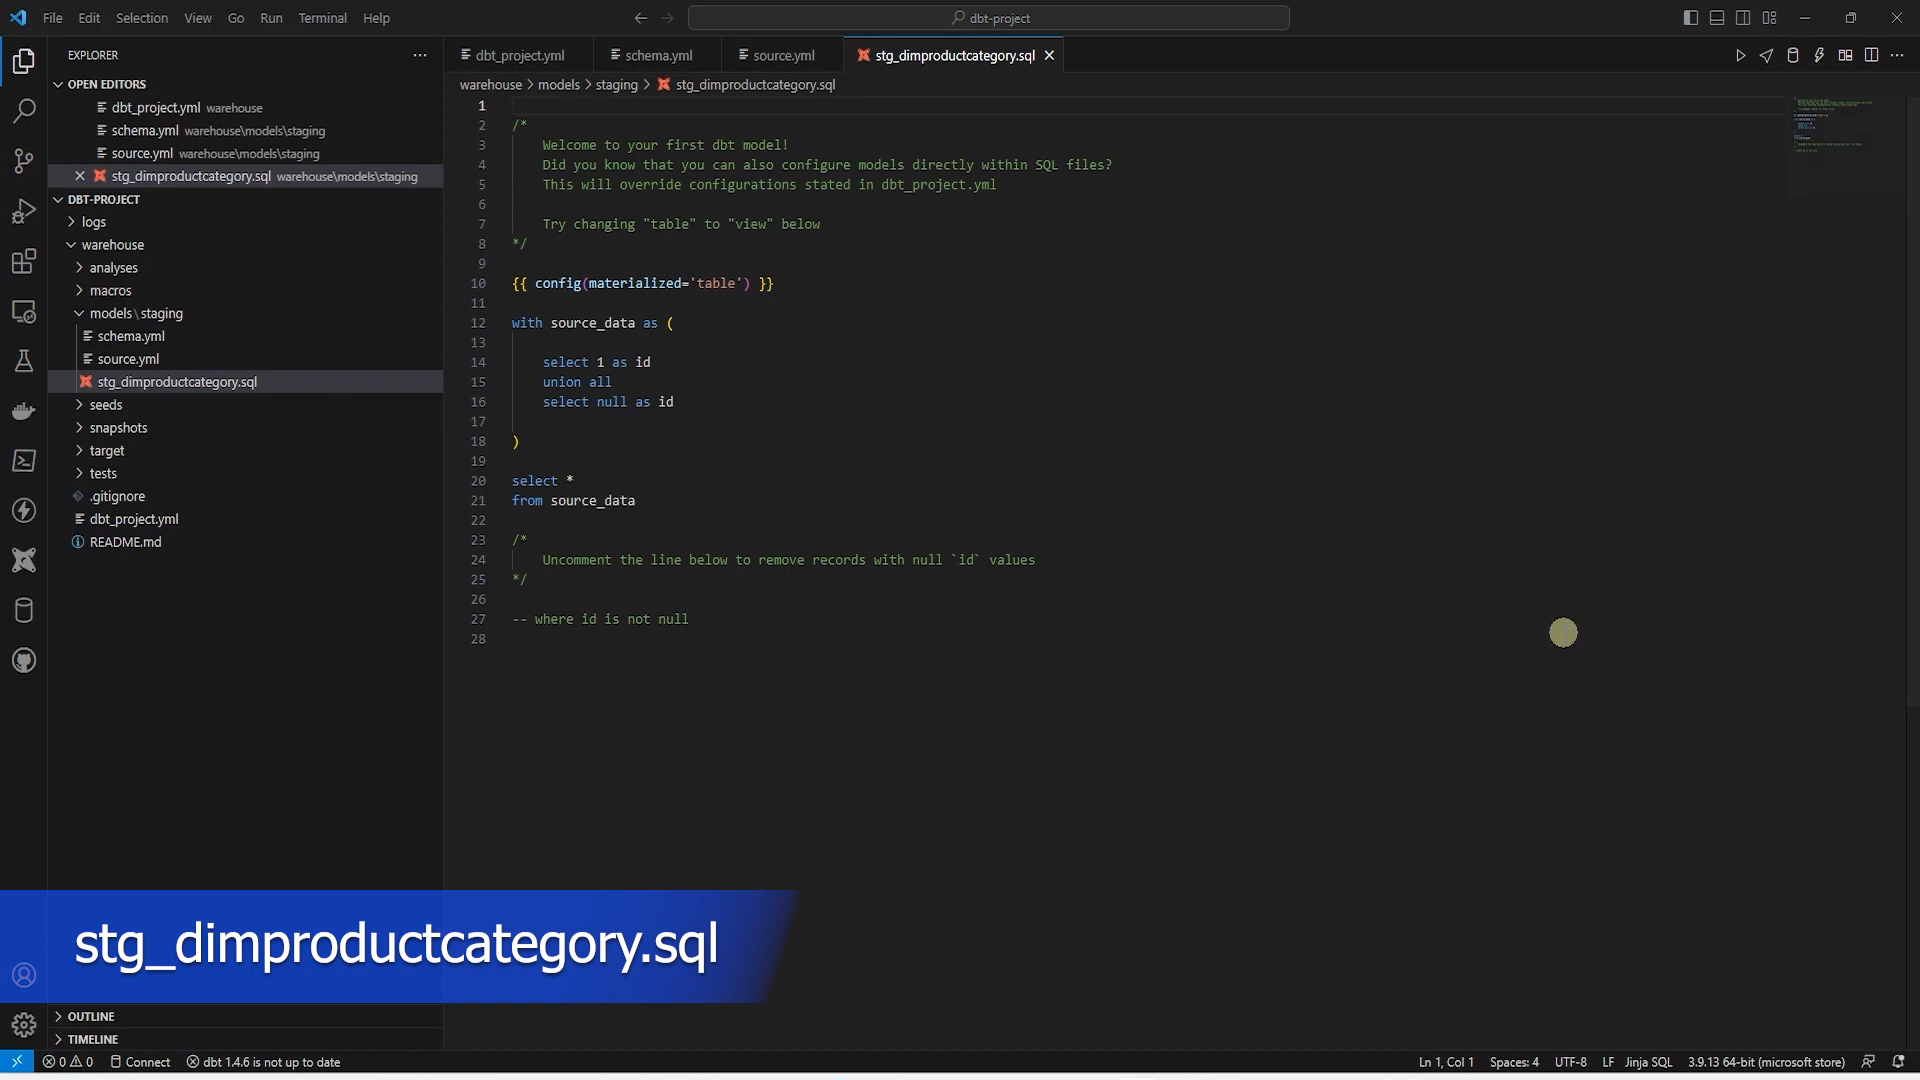 File Edit Selection View Go Run Terminal Help
dbt-project
EXPLORER
OPEN EDITORS
dbt_project.yml warehouse
schema.yml warehouse\models\staging
source.yml warehouse\models\staging
stg_dimproductcategory.sql warehouse\models\staging
DBT-PROJECT
logs
warehouse
analyses
macros
models\staging
schema.yml
source.yml
stg_dimproductcategory.sql
seeds
snapshots
target
tests
.gitignore
dbt_project.yml
README.md
OUTLINE
TIMELINE
dbt_project.yml schema.yml source.yml stg_dimproductcategory.sql
warehouse > models > staging > stg_dimproductcategory.sql
1
2 /*
3 Welcome to your first dbt model!
4 Did you know that you can also configure models directly within SQL files?
5 This will override configurations stated in dbt_project.yml
6
7 Try changing "table" to "view" below
8 */
9
10 {{ config(materialized='table') }}
11
12 with source_data as (
13
14 select 1 as id
15 union all
16 select null as id
17
18 )
19
20 select *
21 from source_data
22
23 /*
24 Uncomment the line below to remove records with null `id` values
25 */
26
27 -- where id is not null
28
stg_dimproductcategory.sql
0 0 Connect dbt 1.4.6 is not up to date
Ln 1, Col 1 Spaces: 4 UTF-8 LF Jinja SQL 3.9.13 64-bit (microsoft store)